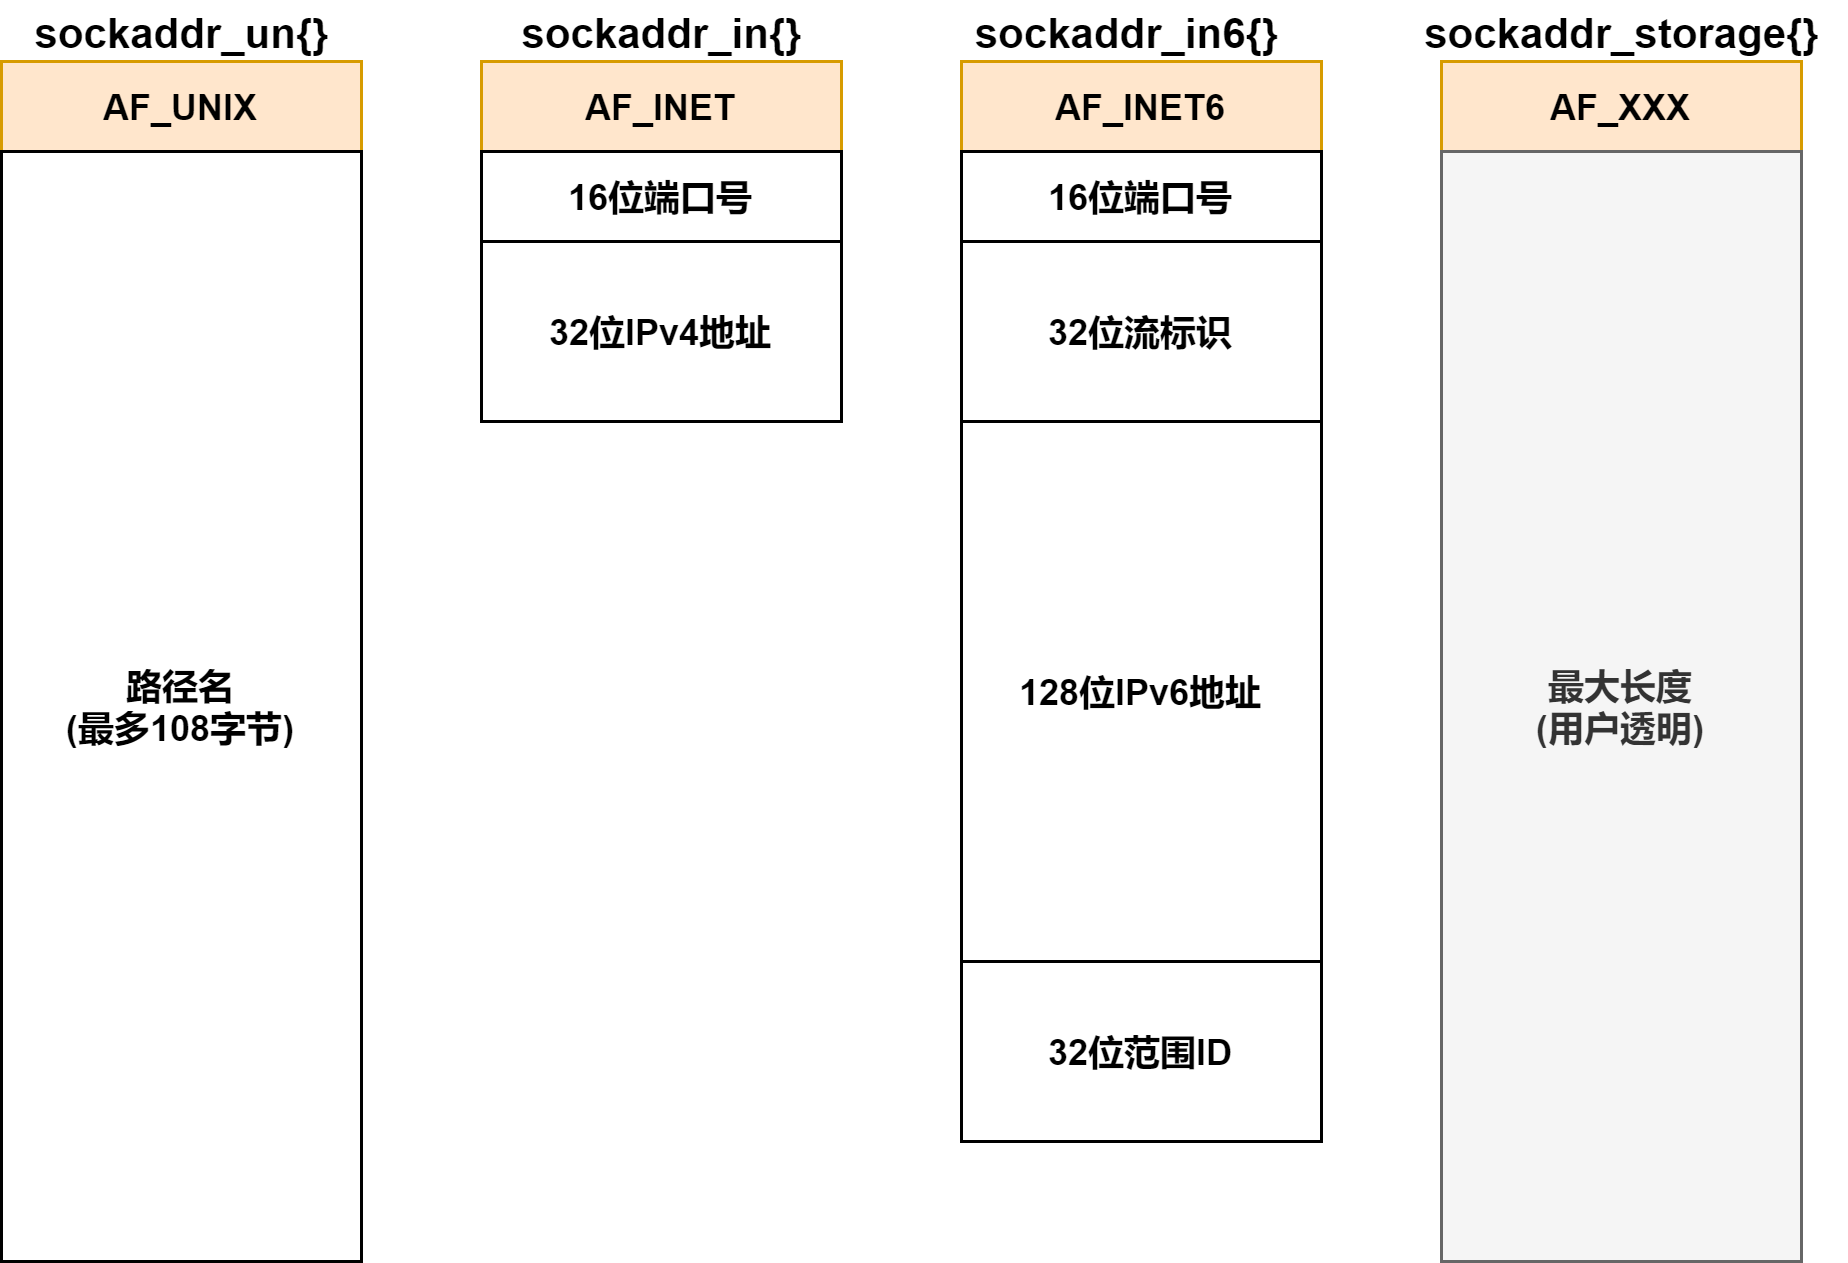 sockaddr_un{}
AF_UNIX
路径名
(最多108字节)
sockaddr_in{}
AF_INET
16位端口号
32位IPv4地址
sockaddr_in6{}
AF_INET6
16位端口号
32位流标识
128位IPv6地址
32位范围ID
sockaddr_storage{}
AF_XXX
最大长度
(用户透明)